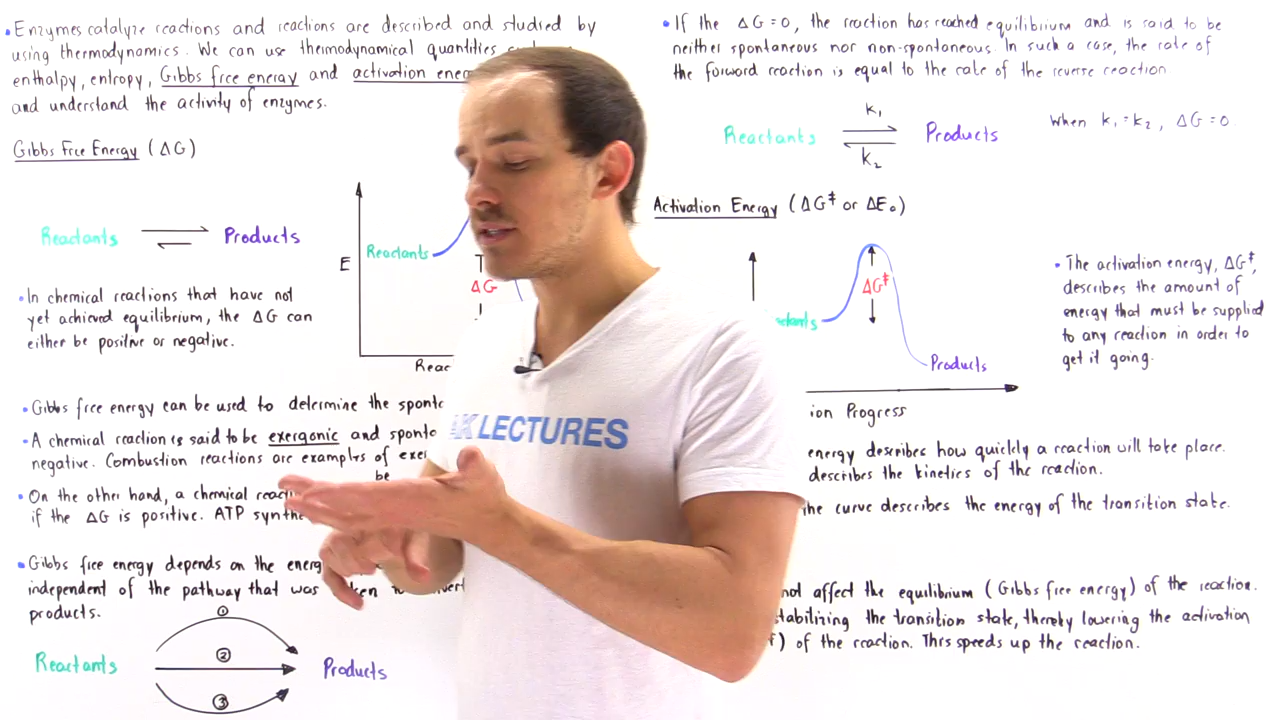 • Enzymes catalyze reactions and reactions are described and studied by
using thermodynamics. We can use thermodynamical quantities
enthalpy, entropy, Gibbs free energy and activation
and understand the activity of enzymes.
Gibbs Free Energy (ΔG)
Reactants Products
• In chemical reactions that have not
yet achieved equilibrium, the ΔG can
either be positive or negative.
E
Reactants
ΔG
• Gibbs free energy can be used to determine the
• A chemical reaction is said to be exergonic and
negative. Combustion reactions are examples of
be
• On the other hand, a chemical
if the ΔG is positive. ATP
• Gibbs free energy depends on the
independent of the pathway that was
products.
①
Reactants ② Products
③
AK LECTURES
• If the ΔG=0, the reaction has reached equilibrium and is said to be
neither spontaneous nor non-spontaneous. In such a case, the rate of
the forward reaction is equal to the rate of the reverse reaction
k₁
Reactants Products
k₂
When k₁=k₂, ΔG=0.
Activation Energy (ΔG‡ or ΔEₐ)
ΔG‡
Products
Progress
• The activation energy, ΔG‡,
describes the amount of
energy that must be supplied
to any reaction in order to
get it going.
energy describes how quickly a reaction will take place.
describes the kinetics of the reaction.
the curve describes the energy of the transition state.
affect the equilibrium (Gibbs free energy) of the reaction.
stabilizing the transition state, thereby lowering the activation
) of the reaction. This speeds up the reaction.